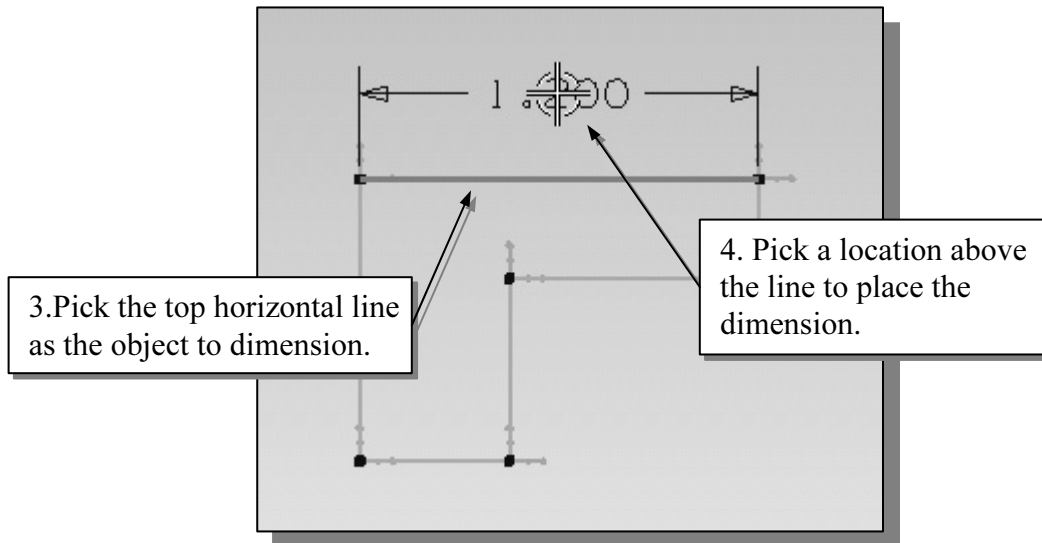 3.Pick the top horizontal line
as the object to dimension.
4. Pick a location above
the line to place the
dimension.